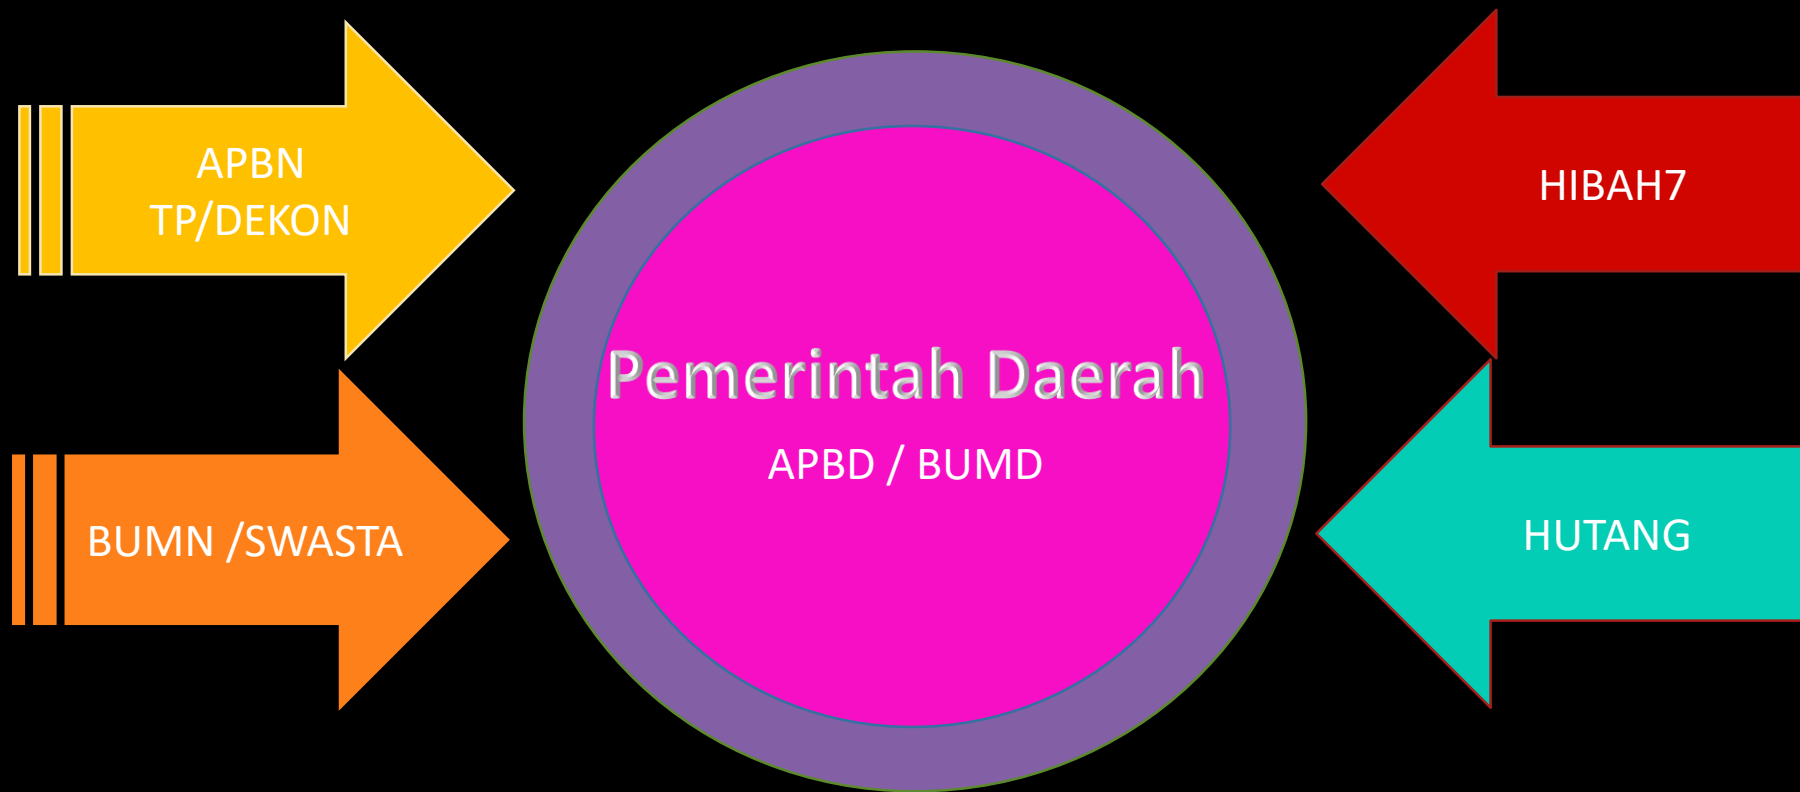 APBN
TP/DEKON
BUMN /SWASTA
Pemerintah Daerah
APBD / BUMD
HIBAH7
HUTANG